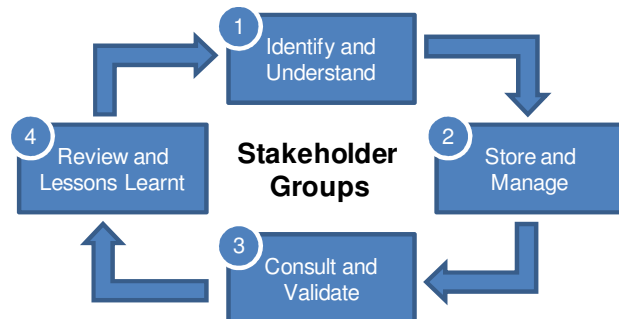 1
Identify and
Understand
2
Store and
Manage
3
Consult and
Validate
4
Review and
Lessons Learnt
Stakeholder
Groups